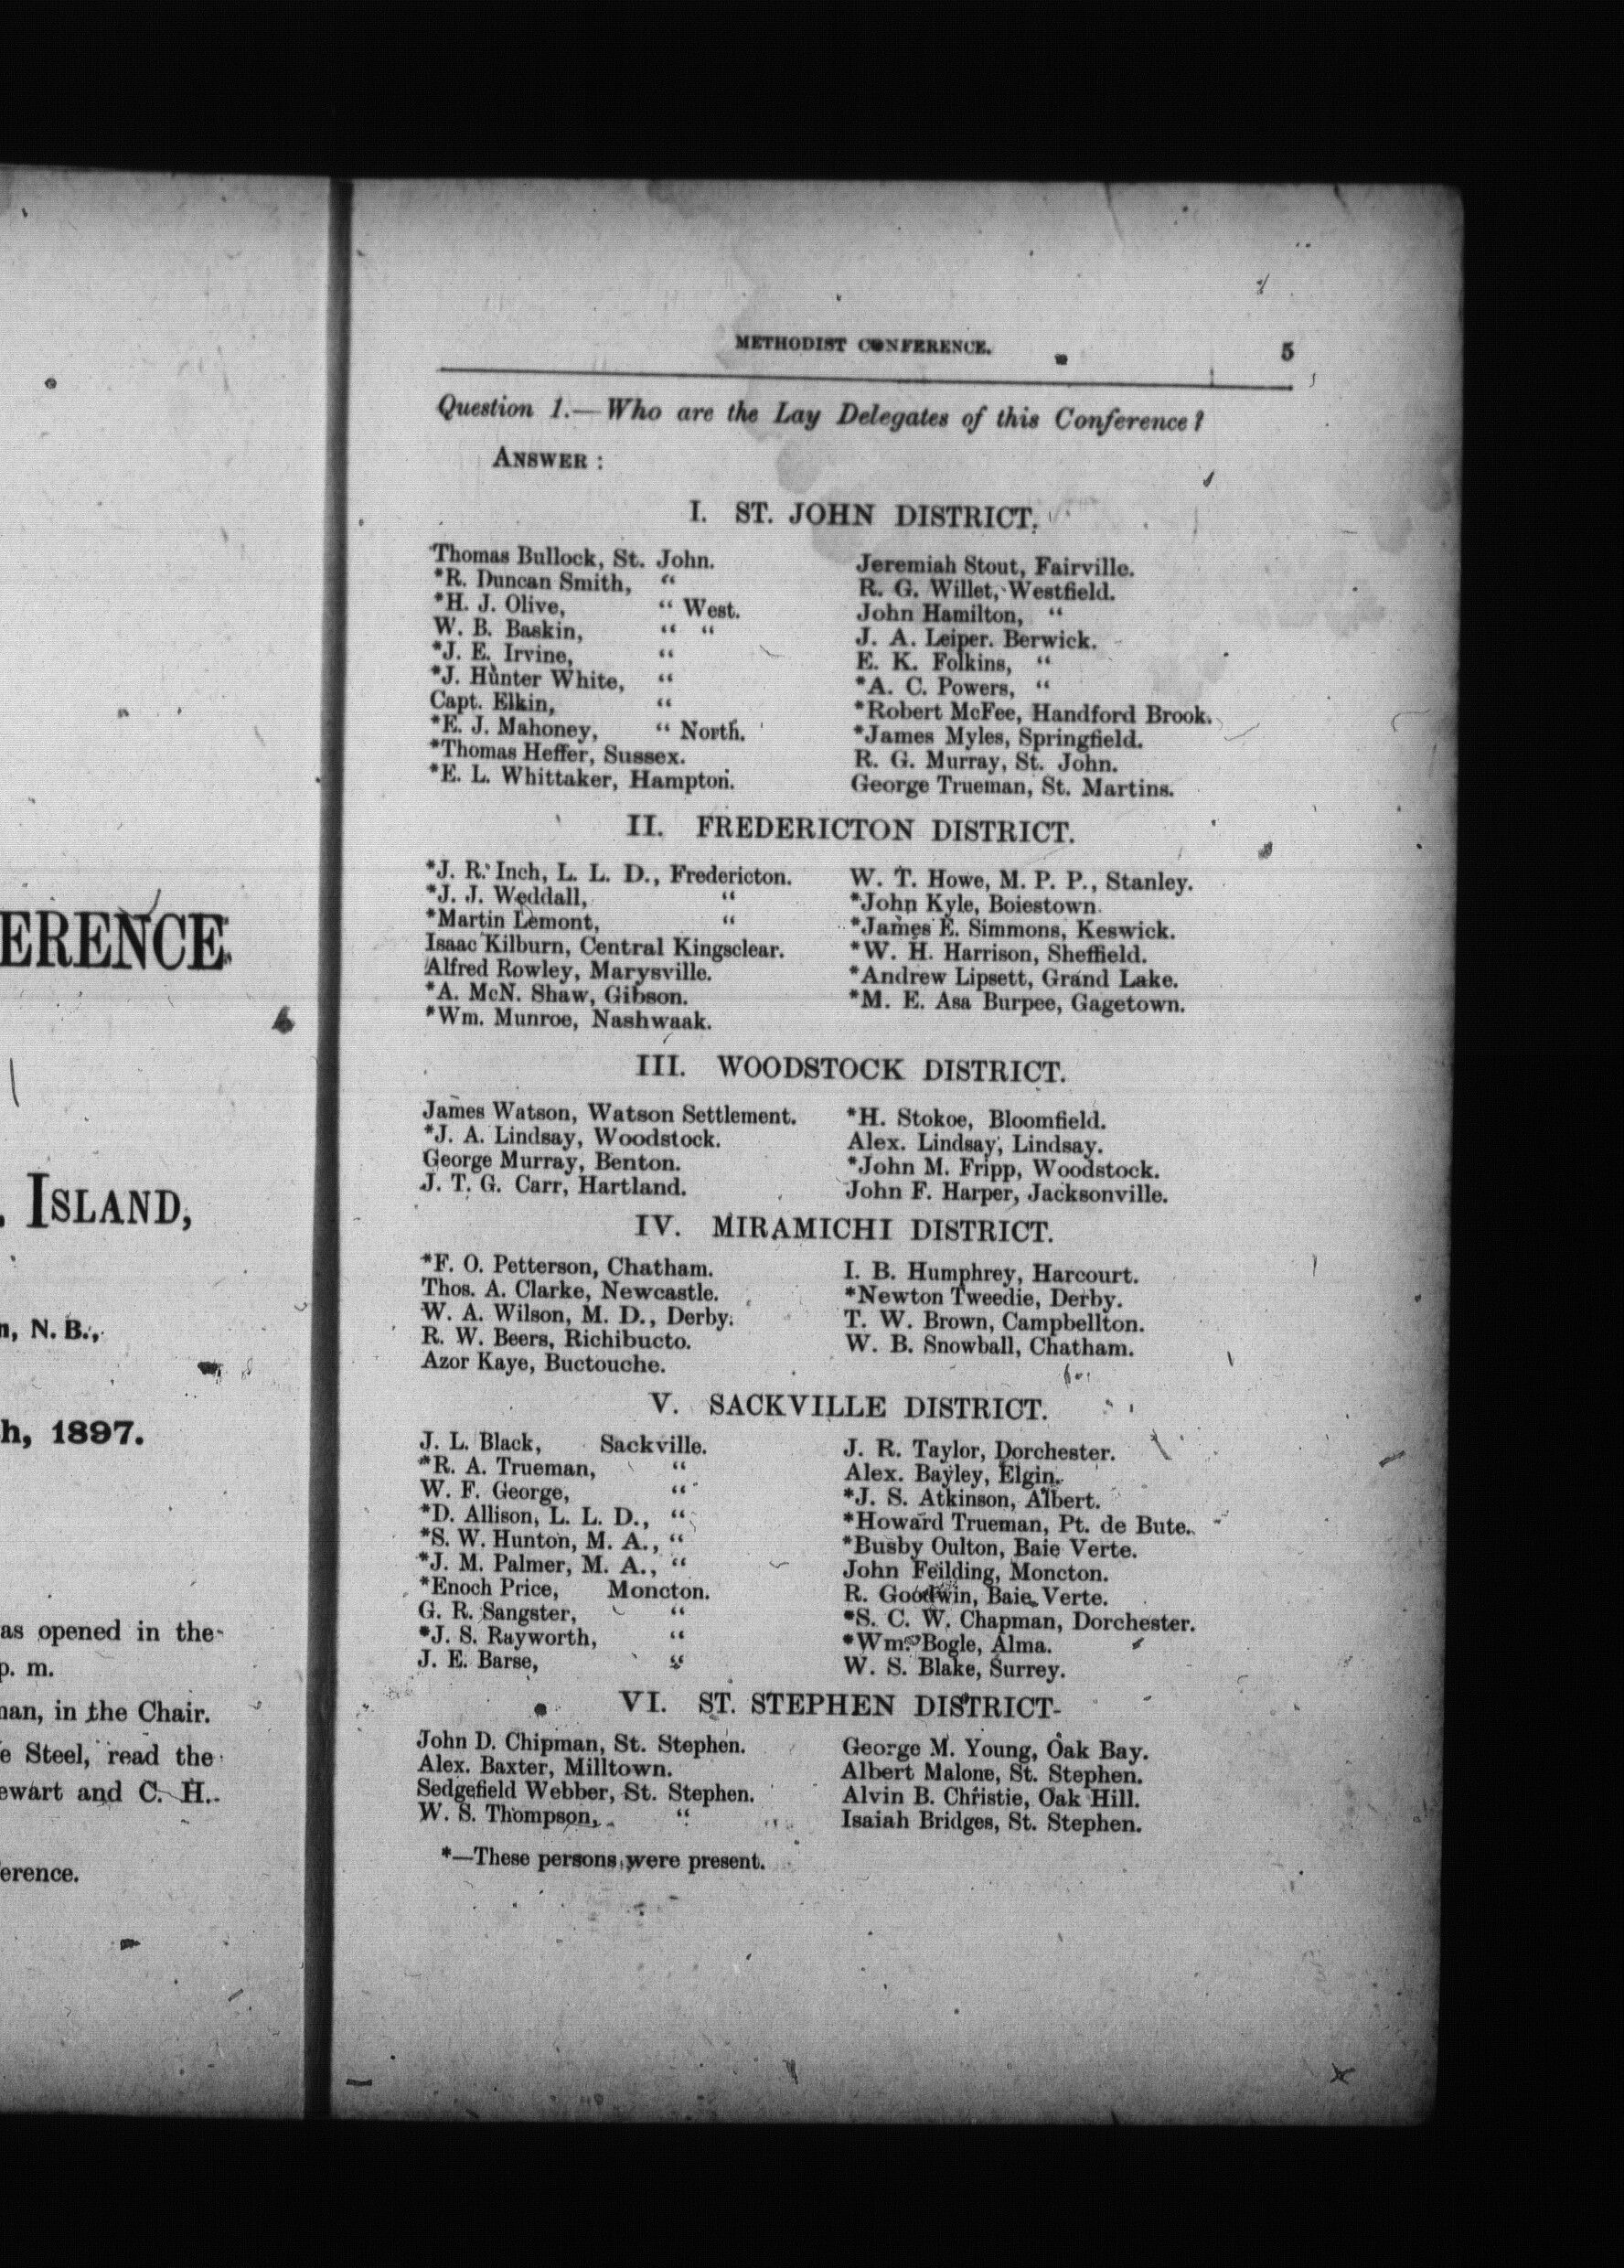 ERENCE
ISLAND,
N. B.,
h, 1897.
as opened in the
p. m.
man, in the Chair.
e Steel, read the
ewart and C. H.
erence.
METHODIST CONFERENCE. 5
Question 1.—Who are the Lay Delegates of this Conference?
ANSWER :
I. ST. JOHN DISTRICT.
Thomas Bullock, St. John.
*R. Duncan Smith, "
*H. J. Olive, " West.
W. B. Baskin, " "
*J. E. Irvine, "
*J. Hunter White, "
Capt. Elkin, "
*E. J. Mahoney, " North.
*Thomas Heffer, Sussex.
*E. L. Whittaker, Hampton.
Jeremiah Stout, Fairville.
R. G. Willet, Westfield.
John Hamilton, "
J. A. Leiper. Berwick.
E. K. Folkins, "
*A. C. Powers, "
*Robert McFee, Handford Brook.
*James Myles, Springfield.
R. G. Murray, St. John.
George Trueman, St. Martins.
II. FREDERICTON DISTRICT.
*J. R. Inch, L. L. D., Fredericton.
*J. J. Weddall, "
*Martin Lemont, "
Isaac Kilburn, Central Kingsclear.
Alfred Rowley, Marysville.
*A. McN. Shaw, Gibson.
*Wm. Munroe, Nashwaak.
W. T. Howe, M. P. P., Stanley.
*John Kyle, Boiestown.
*James E. Simmons, Keswick.
*W. H. Harrison, Sheffield.
*Andrew Lipsett, Grand Lake.
*M. E. Asa Burpee, Gagetown.
III. WOODSTOCK DISTRICT.
James Watson, Watson Settlement.
*J. A. Lindsay, Woodstock.
George Murray, Benton.
J. T. G. Carr, Hartland.
*H. Stokoe, Bloomfield.
Alex. Lindsay, Lindsay.
*John M. Fripp, Woodstock.
John F. Harper, Jacksonville.
IV. MIRAMICHI DISTRICT.
*F. O. Petterson, Chatham.
Thos. A. Clarke, Newcastle.
W. A. Wilson, M. D., Derby.
R. W. Beers, Richibucto.
Azor Kaye, Buctouche.
I. B. Humphrey, Harcourt.
*Newton Tweedie, Derby.
T. W. Brown, Campbellton.
W. B. Snowball, Chatham.
V. SACKVILLE DISTRICT.
J. L. Black, Sackville.
*R. A. Trueman, "
W. F. George, "
*D. Allison, L. L. D., "
*S. W. Hunton, M. A., "
*J. M. Palmer, M. A., "
*Enoch Price, Moncton.
G. R. Sangster, "
*J. S. Rayworth, "
J. E. Barse, "
J. R. Taylor, Dorchester.
Alex. Bayley, Elgin.
*J. S. Atkinson, Albert.
*Howard Trueman, Pt. de Bute.
*Busby Oulton, Baie Verte.
John Feilding, Moncton.
R. Goodwin, Baie Verte.
*S. C. W. Chapman, Dorchester.
*Wm. Bogle, Alma.
W. S. Blake, Surrey.
VI. ST. STEPHEN DISTRICT-
John D. Chipman, St. Stephen.
Alex. Baxter, Milltown.
Sedgefield Webber, St. Stephen.
W. S. Thompson, "
George M. Young, Oak Bay.
Albert Malone, St. Stephen.
Alvin B. Christie, Oak Hill.
Isaiah Bridges, St. Stephen.
*—These persons were present.